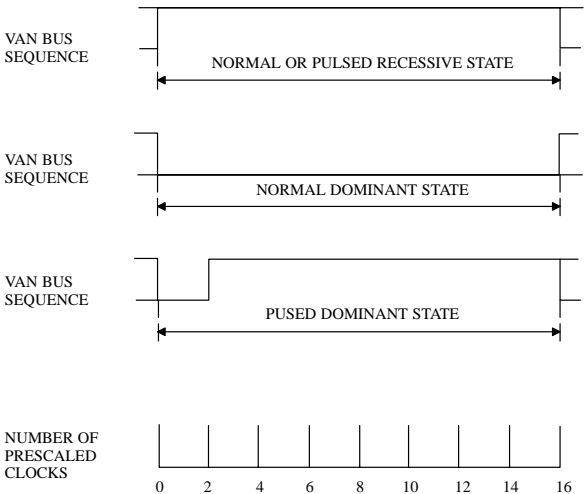 VAN BUS
SEQUENCE
NORMAL OR PULSED RECESSIVE STATE
VAN BUS
SEQUENCE
NORMAL DOMINANT STATE
VAN BUS
SEQUENCE
PUSED DOMINANT STATE
NUMBER OF
PRESCALED
CLOCKS
0 2 4 6 8 10 12 14 16